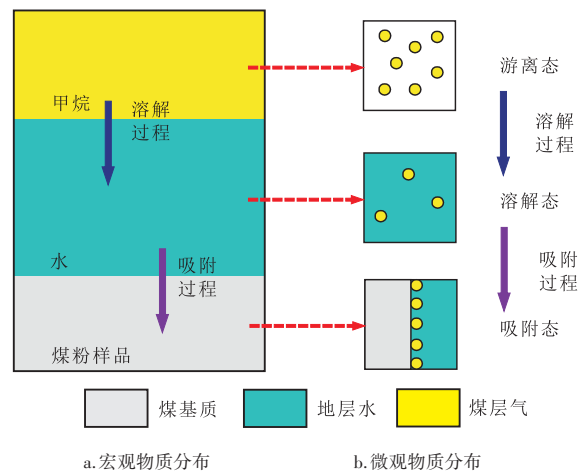 甲烷
溶解
过程
水
吸附
过程
煤粉样品
游离态
溶解
过程
溶解态
吸附
过程
吸附态
煤基质
地层水
煤层气
a.宏观物质分布
b.微观物质分布